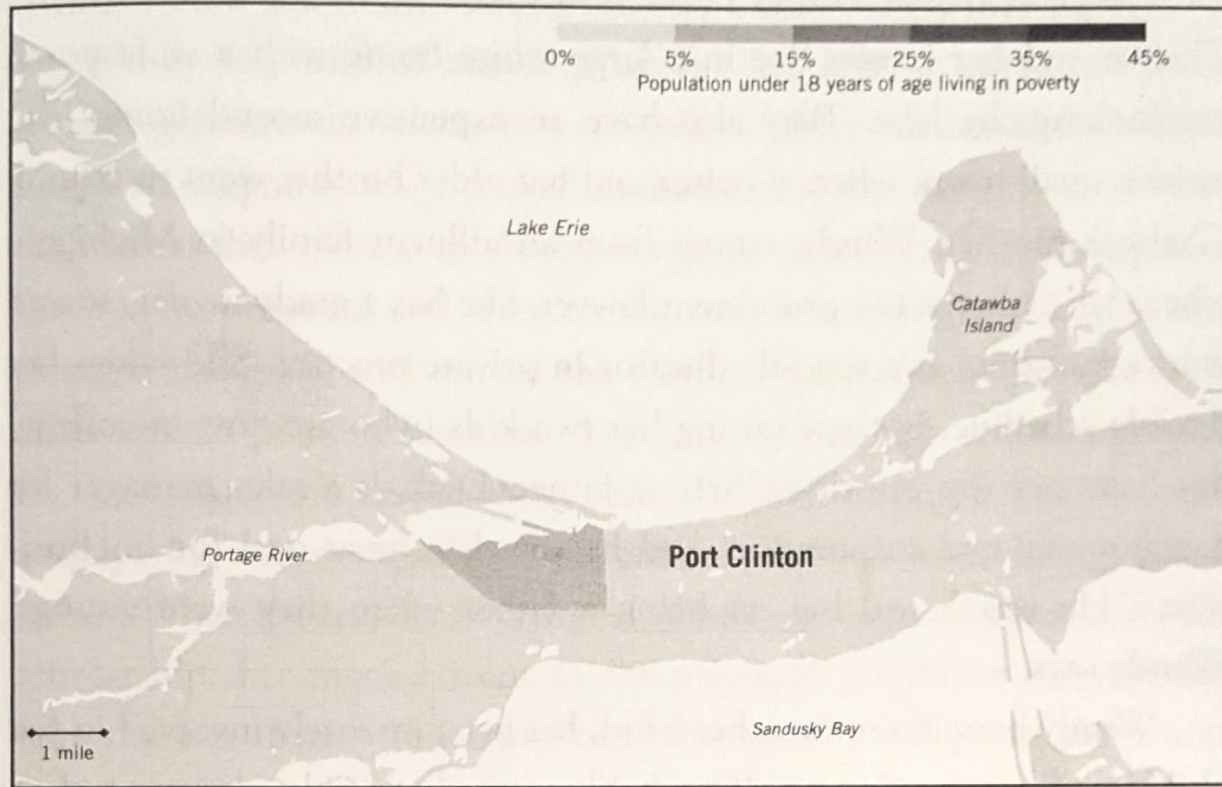 0% 5% 15% 25% 35% 45%
Population under 18 years of age living in poverty
Lake Erie
Catawba
Island
Portage River
Port Clinton
Sandusky Bay
1 mile